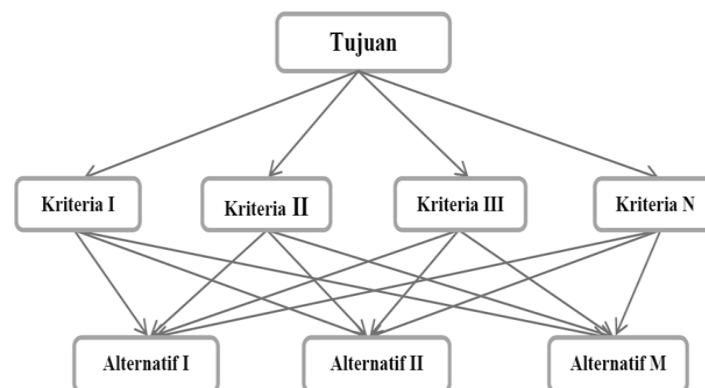 Tujuan
Kriteria I
Kriteria II
Kriteria III
Kriteria N
Alternatif I
Alternatif II
Alternatif M